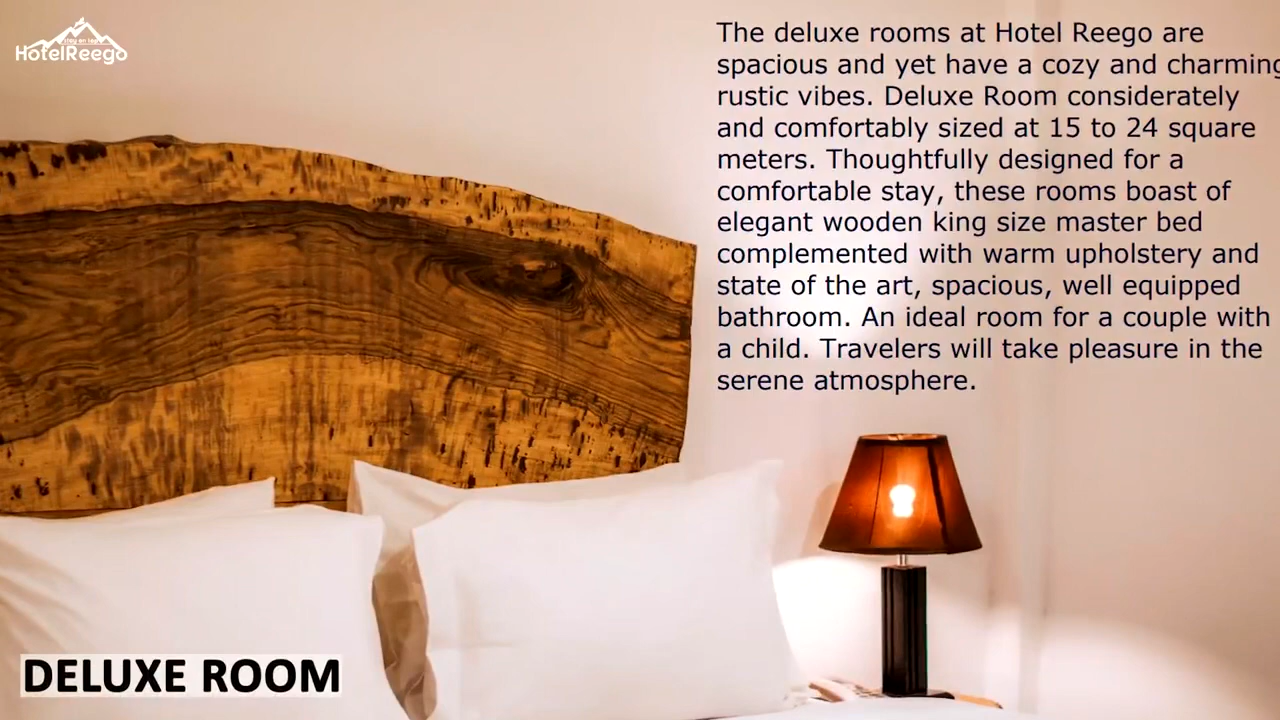 HotelReego
The deluxe rooms at Hotel Reego are
spacious and yet have a cozy and charming
rustic vibes. Deluxe Room considerately
and comfortably sized at 15 to 24 square
meters. Thoughtfully designed for a
comfortable stay, these rooms boast of
elegant wooden king size master bed
complemented with warm upholstery and
state of the art, spacious, well equipped
bathroom. An ideal room for a couple with
a child. Travelers will take pleasure in the
serene atmosphere.
DELUXE ROOM